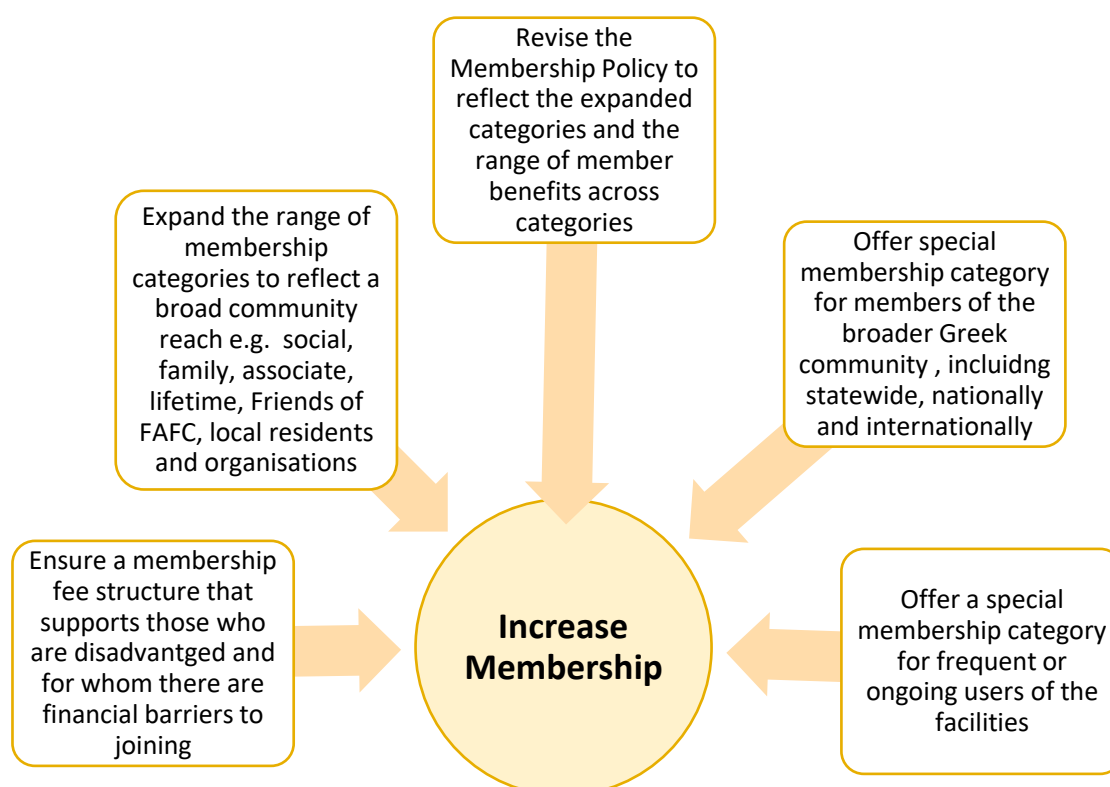 Revise the
Membership Policy to
reflect the expanded
categories and the
range of member
benefits across
categories
Expand the range of
membership
categories to reflect a
broad community
reach e.g.  social,
family, associate,
lifetime, Friends of
FAFC, local residents
and organisations
Offer special
membership category
for members of the
broader Greek
community , incluidng
statewide, nationally
and internationally
Ensure a membership
fee structure that
supports those who
are disadvantged and
for whom there are
financial barriers to
joining
Increase
Membership
Offer a special
membership category
for frequent or
ongoing users of the
facilities